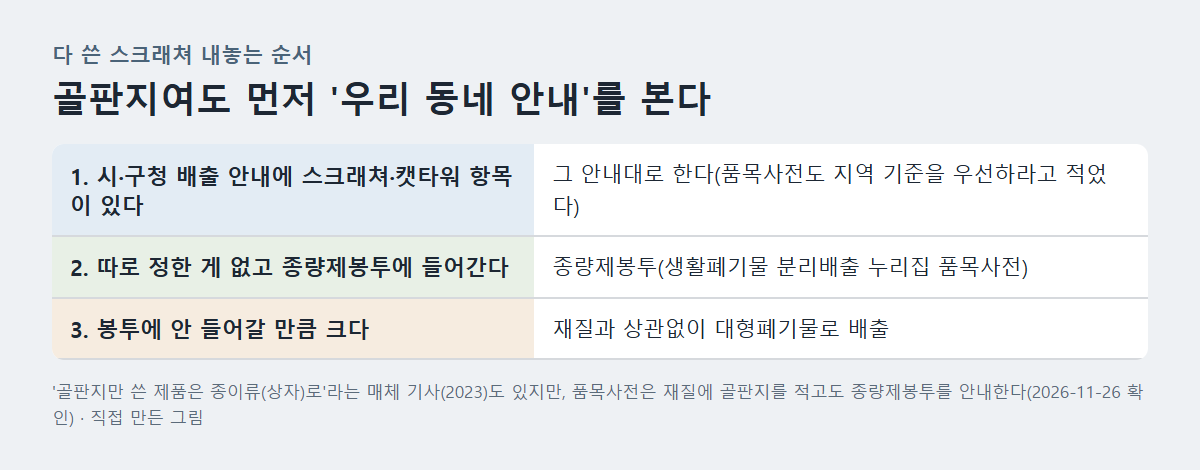 다 쓴 스크래쳐 내놓는 순서
골판지여도 먼저 '우리 동네 안내'를 본다
1. 시·구청 배출 안내에 스크래쳐·캣타워 항목
이 있다
그 안내대로 한다(품목사전도 지역 기준을 우선하라고 적었
다)
2. 따로 정한 게 없고 종량제봉투에 들어간다
종량제봉투(생활폐기물 분리배출 누리집 품목사전)
3. 봉투에 안 들어갈 만큼 크다
재질과 상관없이 대형폐기물로 배출
'골판지만 쓴 제품은 종이류(상자)로'라는 매체 기사(2023)도 있지만, 품목사전은 재질에 골판지를 적고도 종량제봉투를 안내한다(2026-11-26 확
인) · 직접 만든 그림